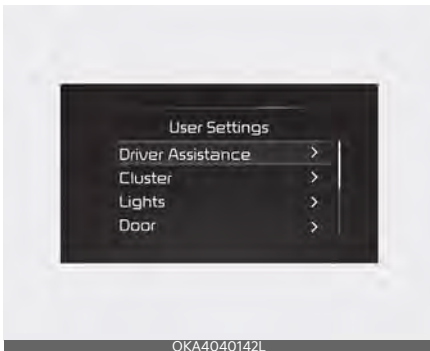 User Settings
Driver Assistance >
Cluster >
Lights >
Door >
OKA4040142L